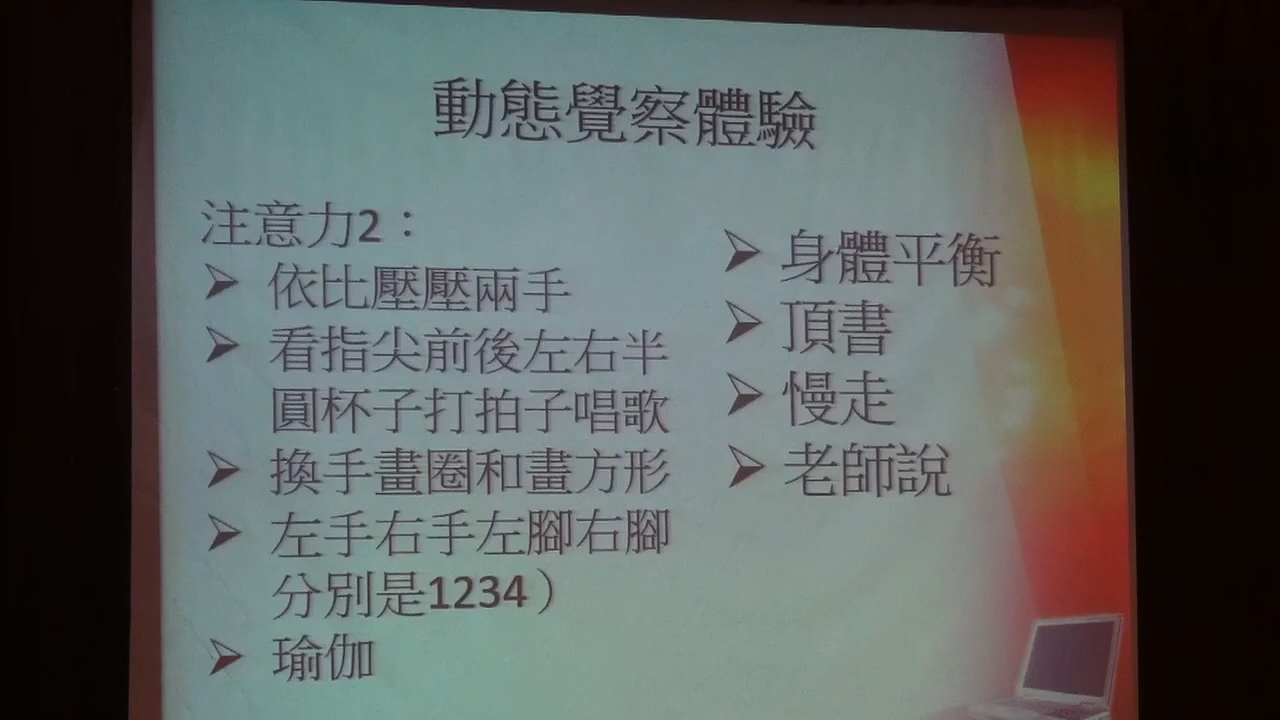 動態覺察體驗
注意力2：
依比壓壓兩手
看指尖前後左右半
圓杯子打拍子唱歌
換手畫圈和畫方形
左手右手左腳右腳
分別是1234）
瑜伽
身體平衡
頂書
慢走
老師說